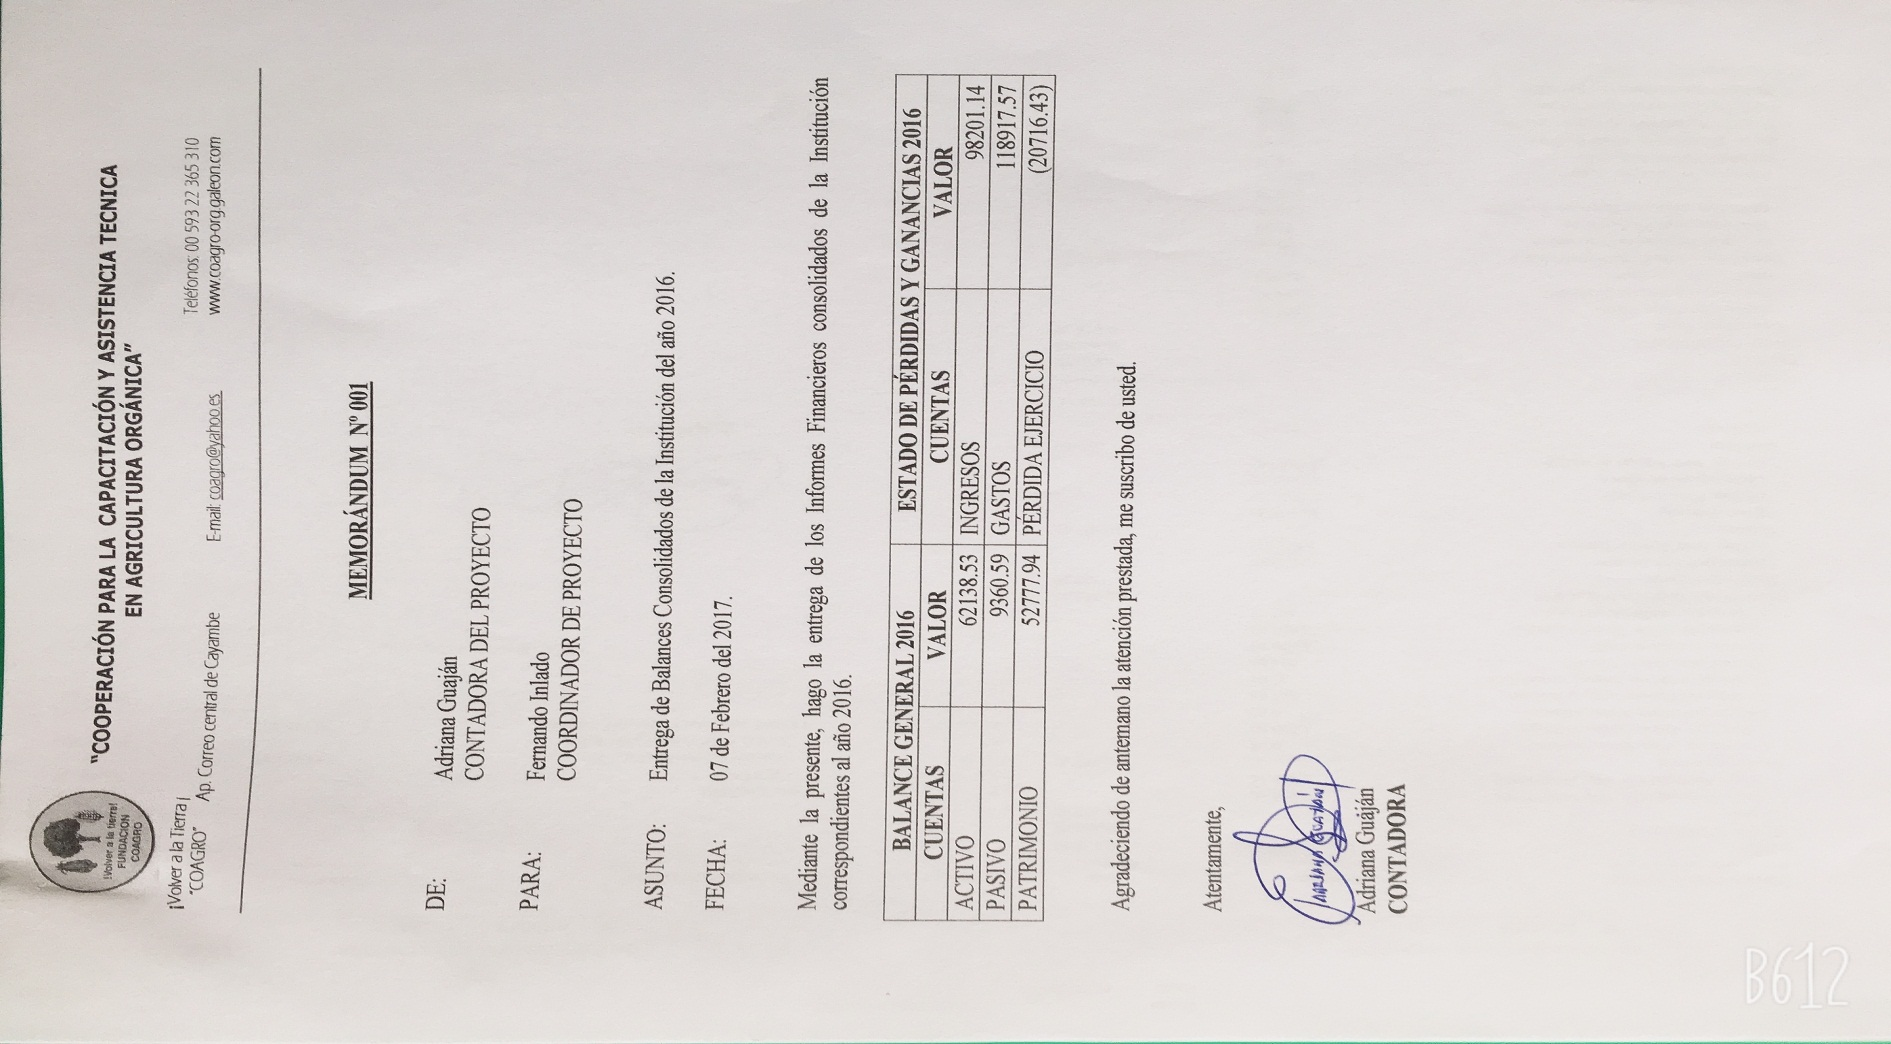 "COOPERACIÓN PARA LA CAPACITACIÓN Y ASISTENCIA TECNICA
EN AGRICULTURA ORGÁNICA"
¡Volver a la tierra!
FUNDACIÓN
COAGRO
¡Volver a la Tierra¡
"COAGRO"
Ap. Correo central de Cayambe E-mail: coagro@yahoo.es Teléfonos: 00 593 22 365 310
www.coagro-org.galeon.com
MEMORÁNDUM Nº 001
DE: Adriana Guaján
CONTADORA DEL PROYECTO
PARA: Fernando Inlado
COORDINADOR DE PROYECTO
ASUNTO: Entrega de Balances Consolidados de la Institución del año 2016.
FECHA: 07 de Febrero del 2017.
Mediante la presente, hago la entrega de los Informes Financieros consolidados de la Institución
correspondientes al año 2016.
BALANCE GENERAL 2016 ESTADO DE PÉRDIDAS Y GANANCIAS 2016
CUENTAS VALOR CUENTAS VALOR
ACTIVO 62138.53 INGRESOS 98201.14
PASIVO 9360.59 GASTOS 118917.57
PATRIMONIO 52777.94 PÉRDIDA EJERCICIO (20716.43)
Agradeciendo de antemano la atención prestada, me suscribo de usted.
Atentamente,
Adriana Guaján
CONTADORA
B612